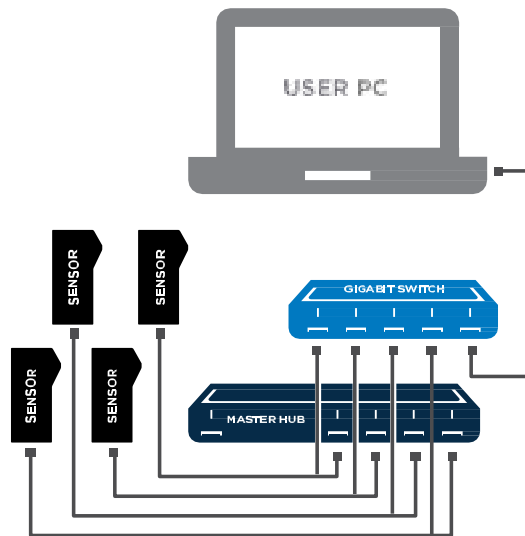 USER PC
SENSOR
SENSOR
GIGABIT SWITCH
SENSOR
SENSOR
MASTER HUB